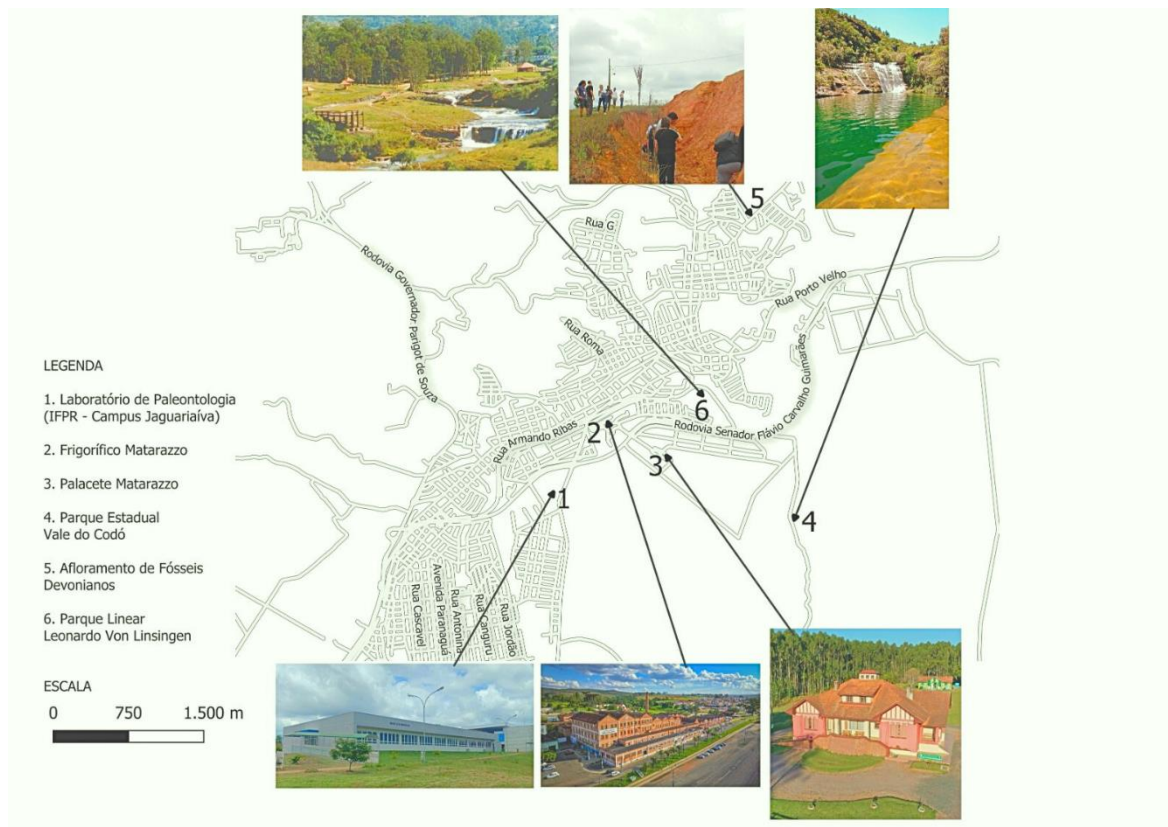 5
Rua G
Rodovia Governador Parigot de Souza
Rua Porto Velho
Rua Roma
Rodovia Senador Flávio Carvalho Guimarães
Rua Armando Ribas
6
2
3
1
4
Rua Cascavel
Avenida Paranagua
Rua Antonina
Rua Canguru
Rua Jordão
LEGENDA
1. Laboratório de Paleontologia
(IFPR - Campus Jaguariaíva)
2. Frigorífico Matarazzo
3. Palacete Matarazzo
4. Parque Estadual
Vale do Codó
5. Afloramento de Fósseis
Devonianos
6. Parque Linear
Leonardo Von Linsingen
ESCALA
0 750 1.500 m